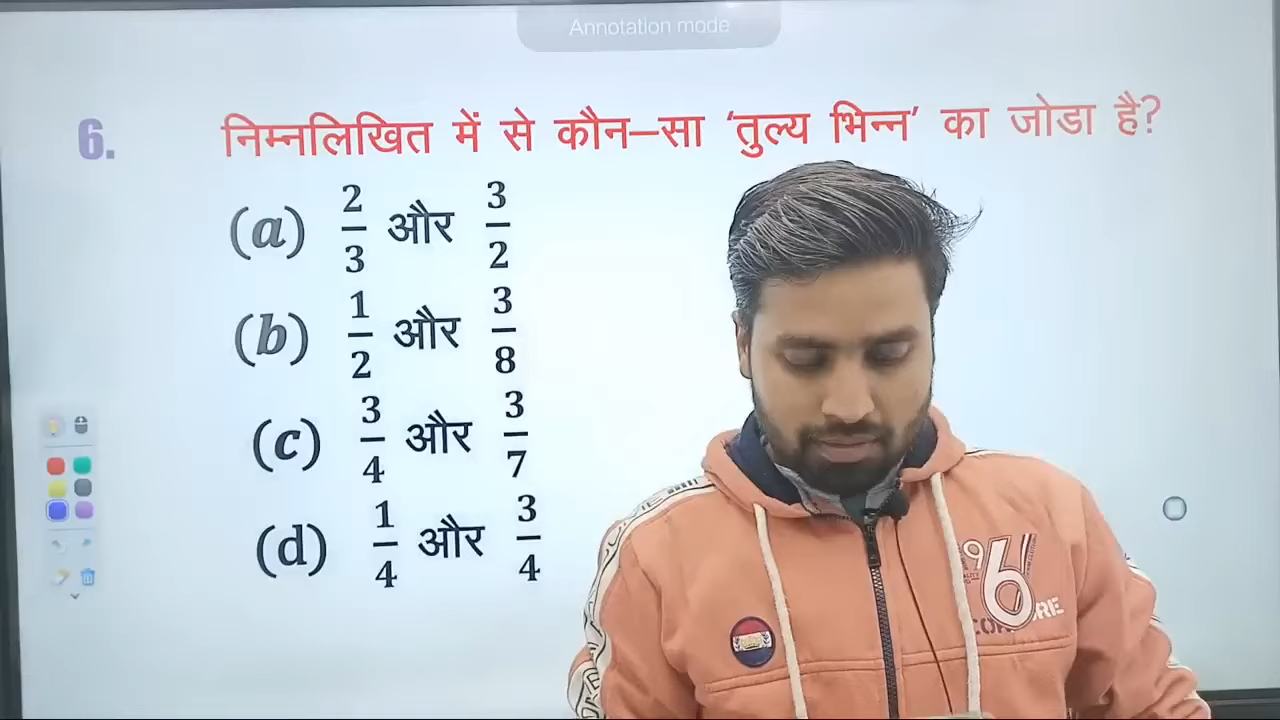 Annotation mode
6. निम्नलिखित में से कौन–सा ‘तुल्य भिन्न’ का जोडा है?
(a) 2/3 और 3/2
(b) 1/2 और 3/8
(c) 3/4 और 3/7
(d) 1/4 और 3/4
96